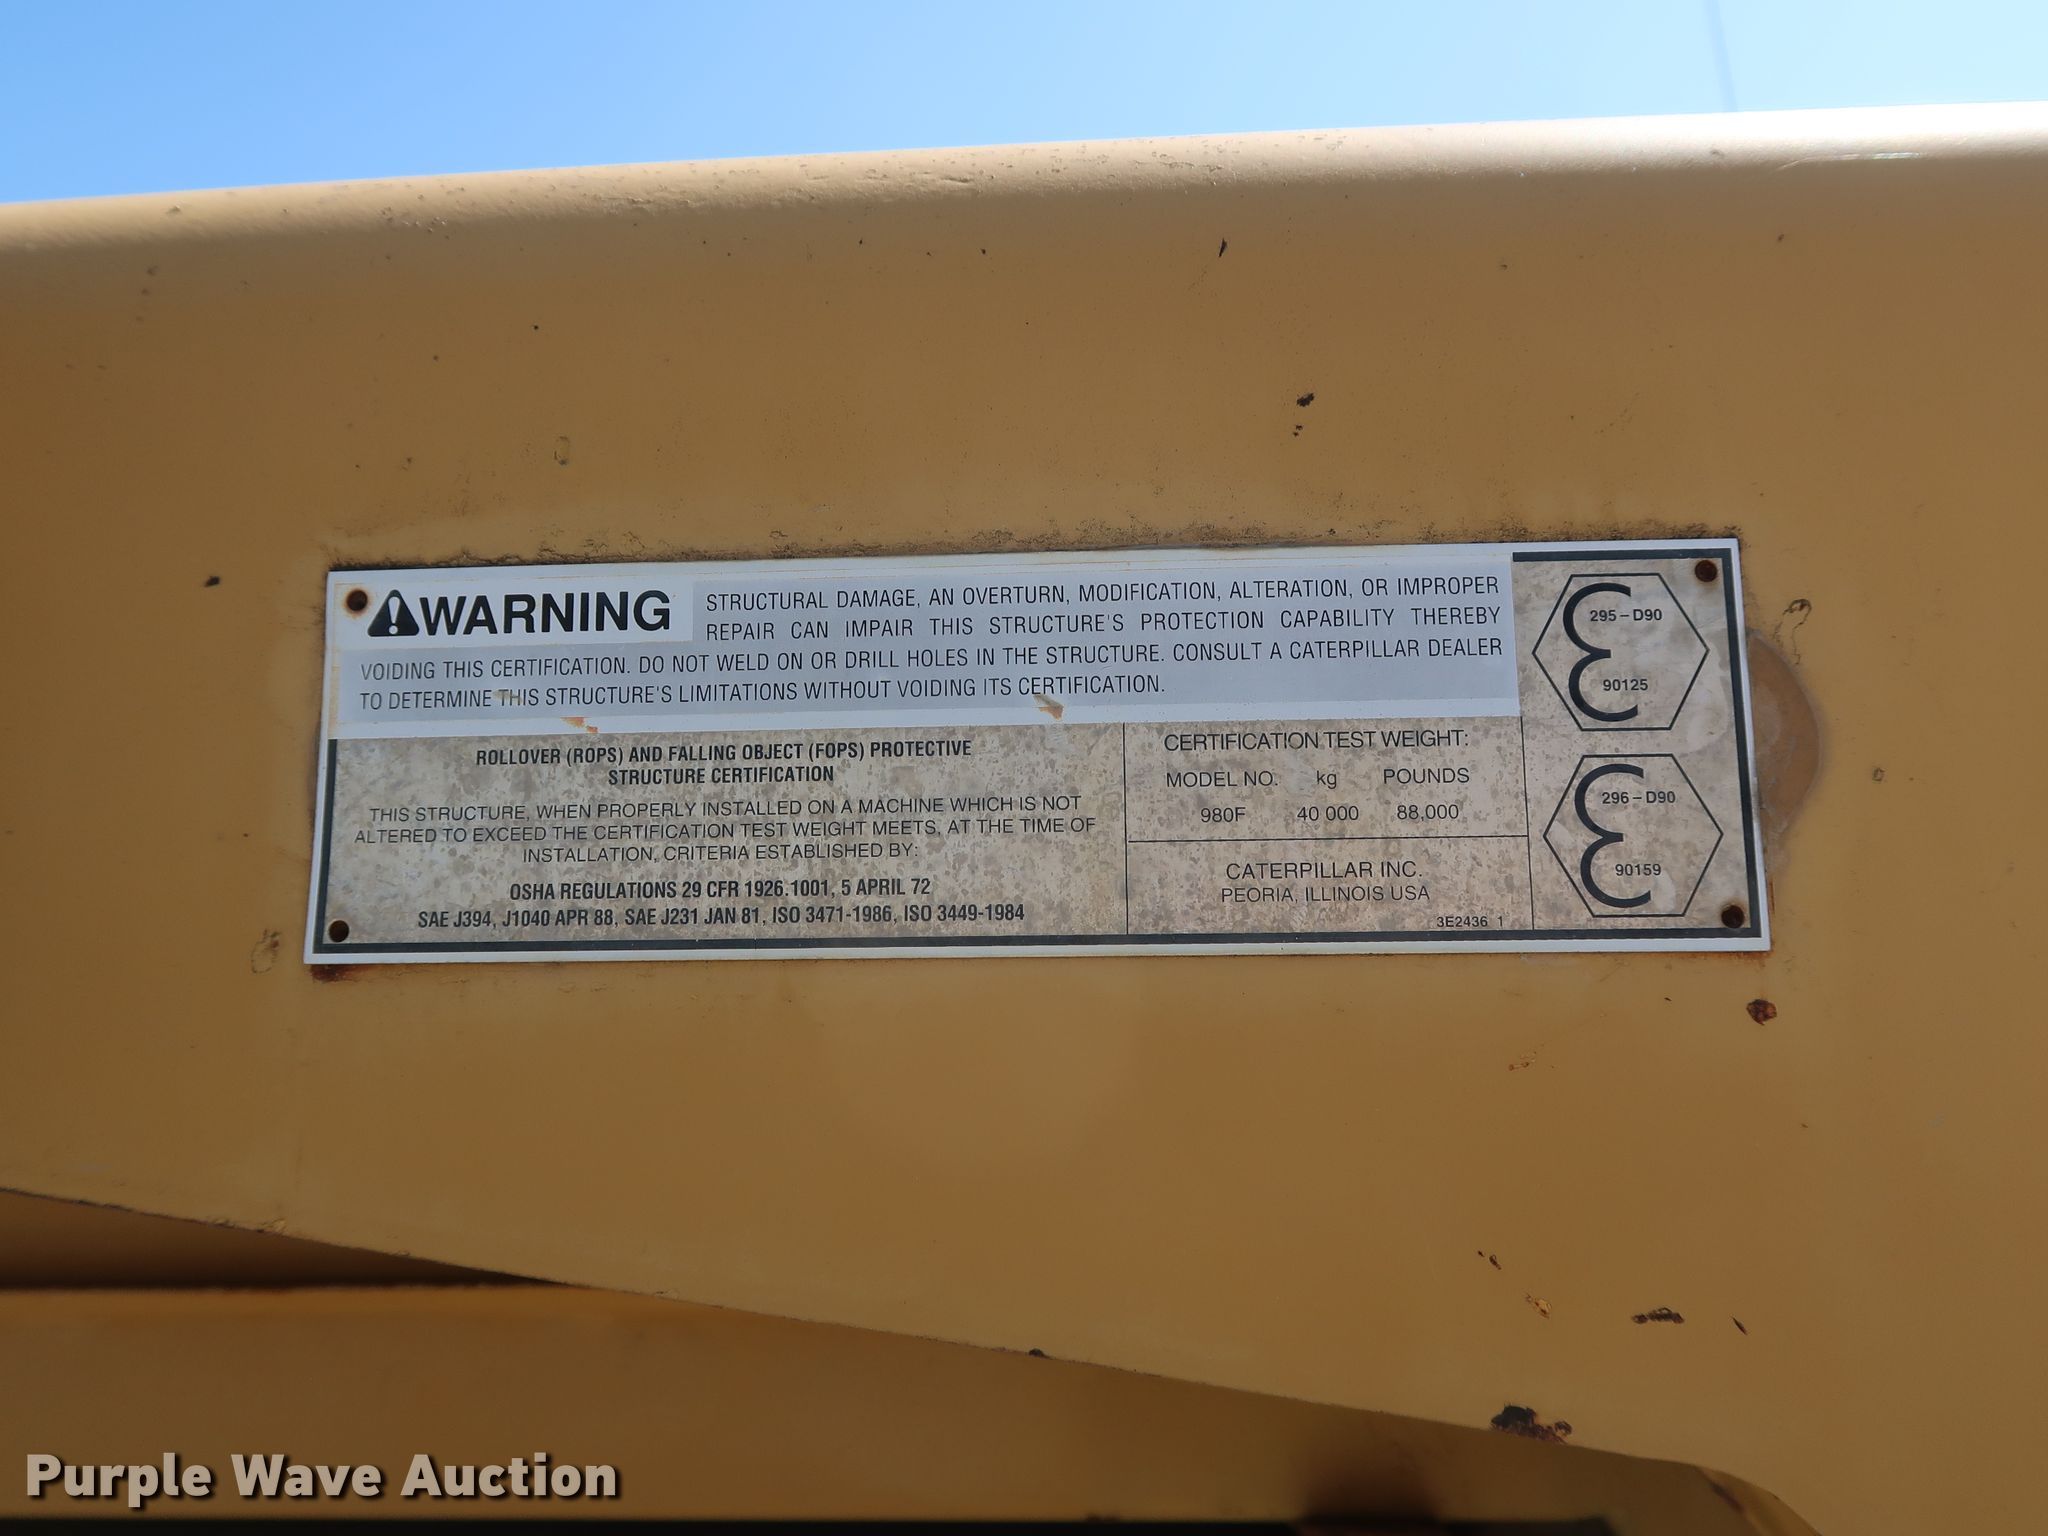 WARNING
STRUCTURAL DAMAGE, AN OVERTURN, MODIFICATION, ALTERATION, OR IMPROPER
REPAIR CAN IMPAIR THIS STRUCTURE'S PROTECTION CAPABILITY THEREBY
VOIDING THIS CERTIFICATION. DO NOT WELD ON OR DRILL HOLES IN THE STRUCTURE. CONSULT A CATERPILLAR DEALER
TO DETERMINE THIS STRUCTURE'S LIMITATIONS WITHOUT VOIDING ITS CERTIFICATION.
ROLLOVER (ROPS) AND FALLING OBJECT (FOPS) PROTECTIVE
STRUCTURE CERTIFICATION
THIS STRUCTURE, WHEN PROPERLY INSTALLED ON A MACHINE WHICH IS NOT
ALTERED TO EXCEED THE CERTIFICATION TEST WEIGHT MEETS, AT THE TIME OF
INSTALLATION, CRITERIA ESTABLISHED BY:
OSHA REGULATIONS 29 CFR 1926.1001, 5 APRIL 72
SAE J394, J1040 APR 88, SAE J231 JAN 81, ISO 3471-1986, ISO 3449-1984
CERTIFICATION TEST WEIGHT:
MODEL NO. kg POUNDS
980F 40 000 88,000
CATERPILLAR INC.
PEORIA, ILLINOIS USA
3E2436 1
295-D90
90125
296-D90
90159
Purple Wave Auction